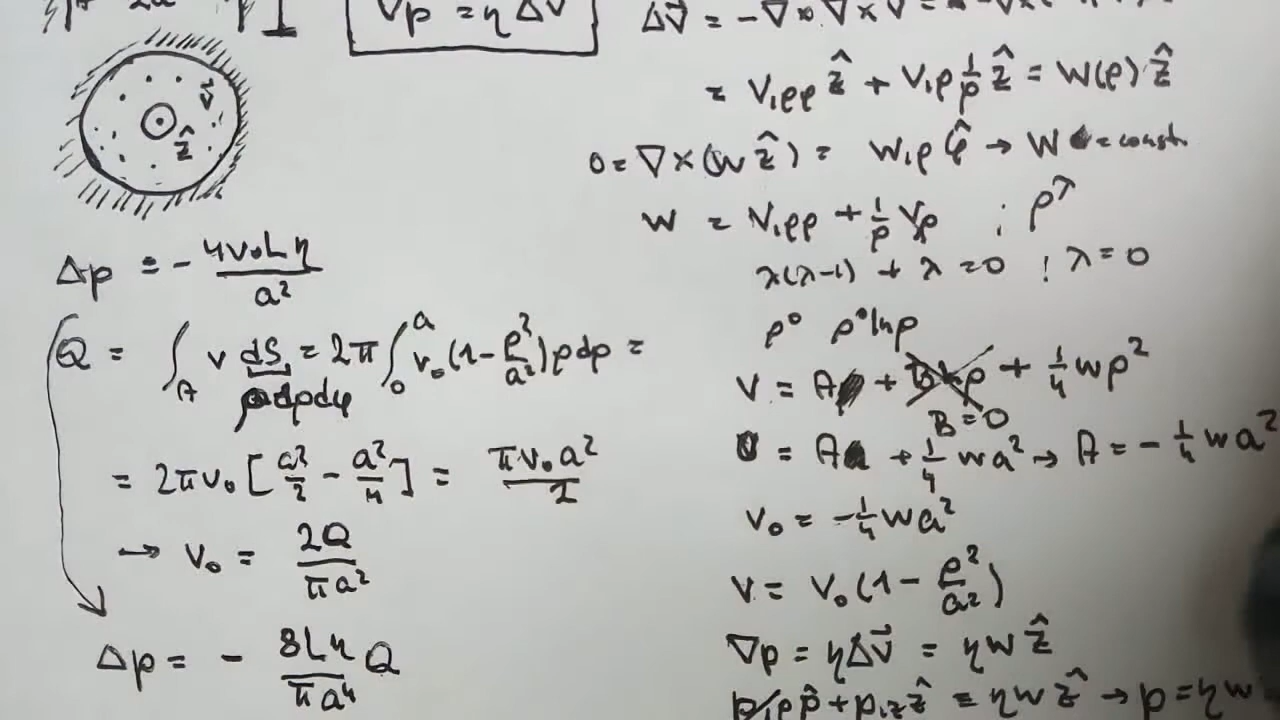 ∇p = ηΔv⃗
v⃗
ẑ
Δp = - 4v₀Lη / a²
Q = ∫_A v dS = 2π ∫₀^a v₀(1 - ρ²/a²)ρdρ =
ρdρdφ
= 2πv₀ [a²/2 - a²/4] = πv₀a² / 2
→ v₀ = 2Q / πa²
Δp = - 8Lη / πa⁴ Q
Δv⃗ = -∇×∇×v⃗ =
= v,ρρ ẑ + v,ρ 1/ρ ẑ = w(ρ) ẑ
0 = ∇×(w ẑ) = w,ρ φ̂ → w = const.
w = v,ρρ + 1/ρ v,ρ ; ρ^λ
λ(λ-1) + λ = 0 ; λ = 0
ρ⁰ ρ⁰lnρ
v = A + B lnρ + 1/4 wρ²
B = 0
0 = A + 1/4 wa² → A = - 1/4 wa²
v₀ = -1/4 wa²
v = v₀(1 - ρ²/a²)
∇p = ηΔv⃗ = ηw ẑ
p,ρ ρ̂ + p,z ẑ = ηw ẑ → p = ηw